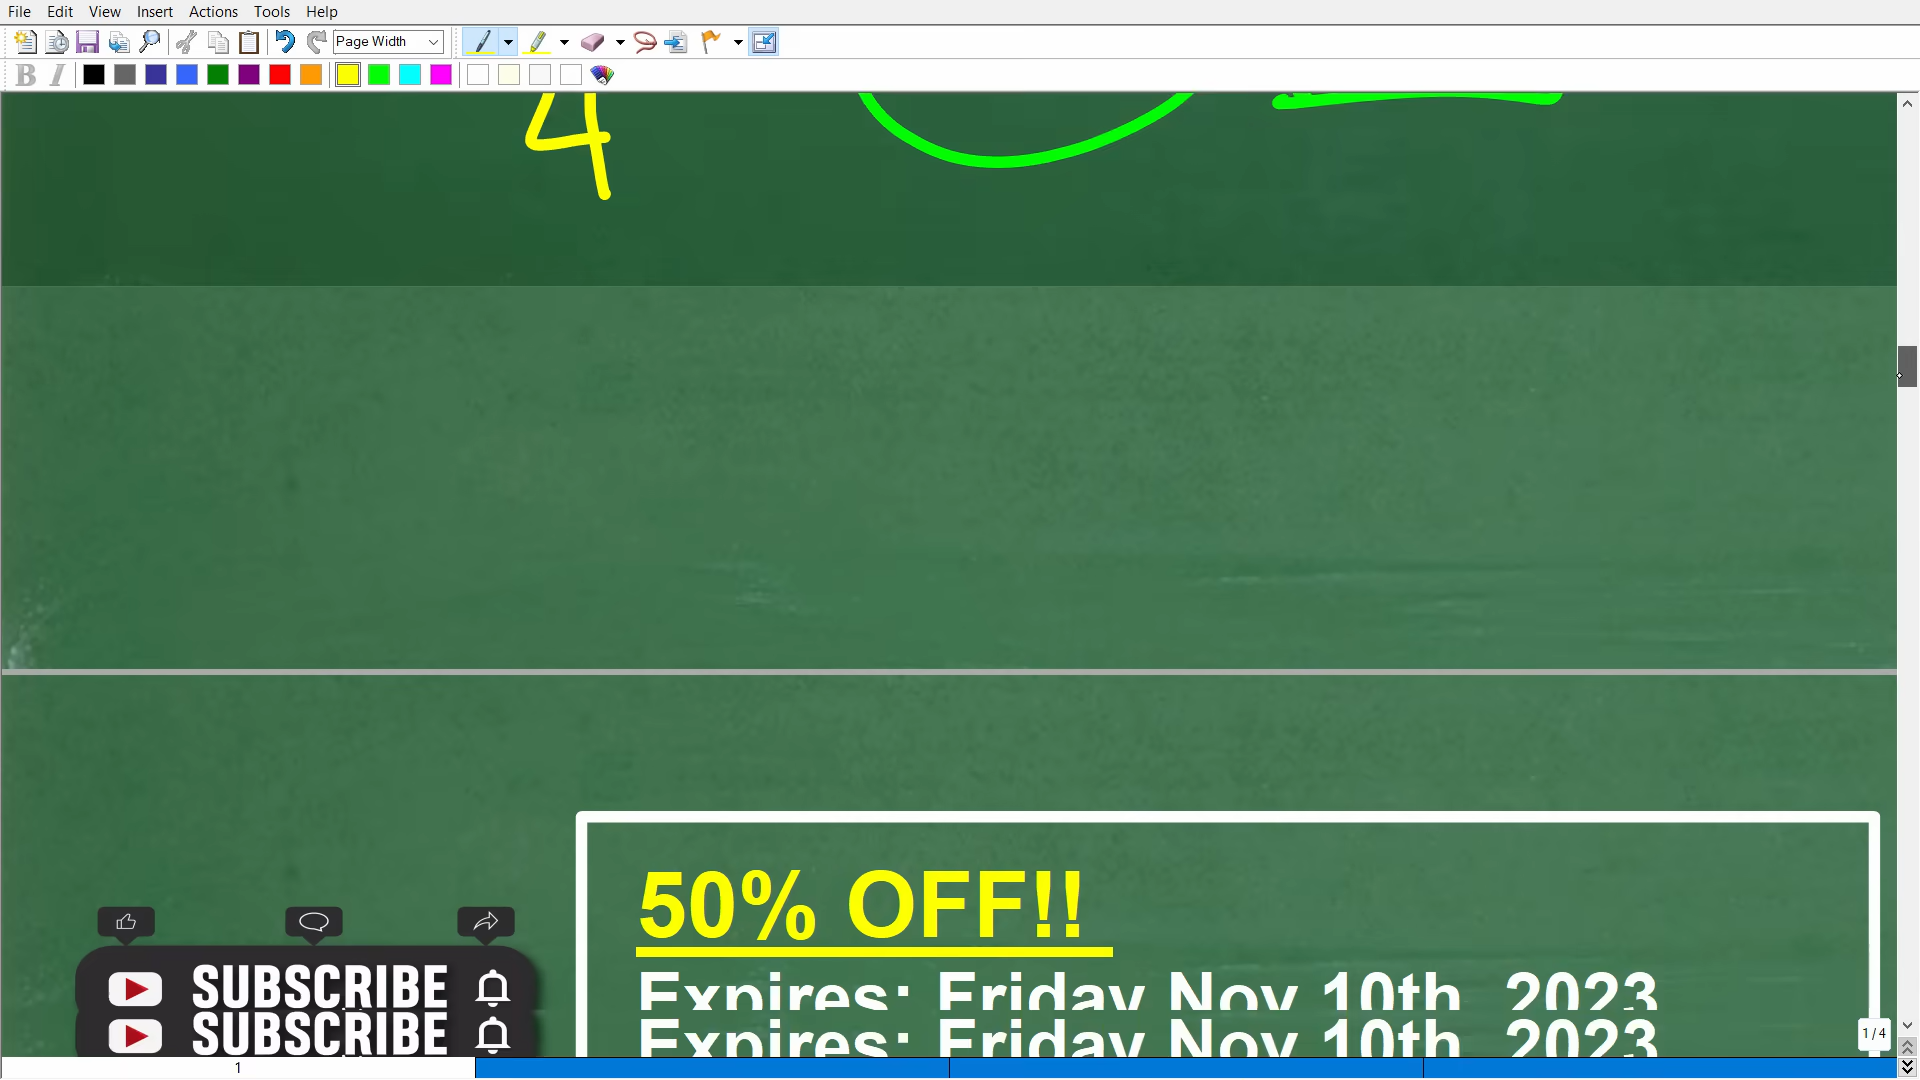 File Edit View Insert Actions Tools Help
Page Width
B I
4
50% OFF!!
SUBSCRIBE
Expires: Friday Nov 10th, 2023
SUBSCRIBE
Expires: Friday Nov 10th, 2023
1 / 4
1